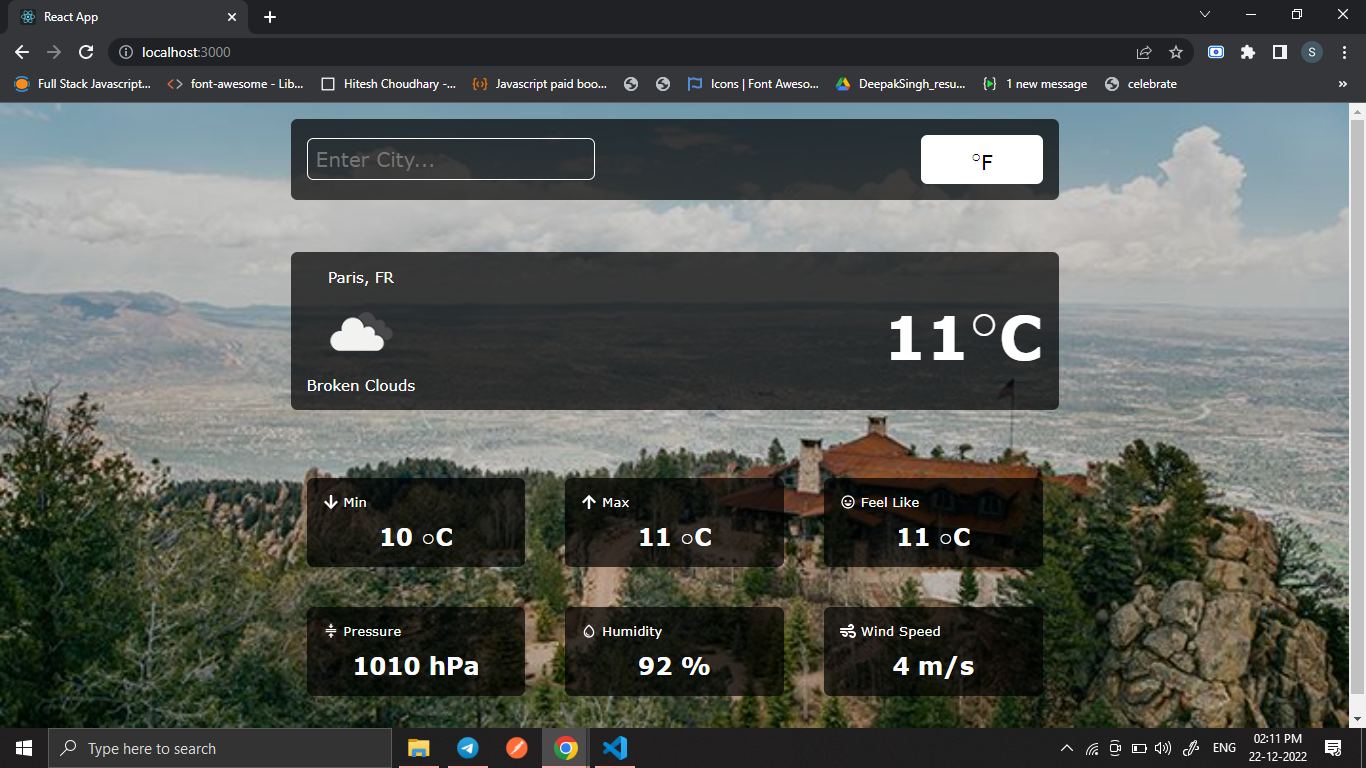 React App
localhost:3000
S
Full Stack Javascript...
font-awesome - Lib...
Hitesh Choudhary -...
Javascript paid boo...
Icons | Font Aweso...
DeepakSingh_resu...
1 new message
celebrate
»
Enter City...
°F
Paris, FR
11°C
Broken Clouds
Min
Max
Feel Like
10 °C
11 °C
11 °C
Pressure
Humidity
Wind Speed
1010 hPa
92 %
4 m/s
Type here to search
ENG
02:11 PM
22-12-2022